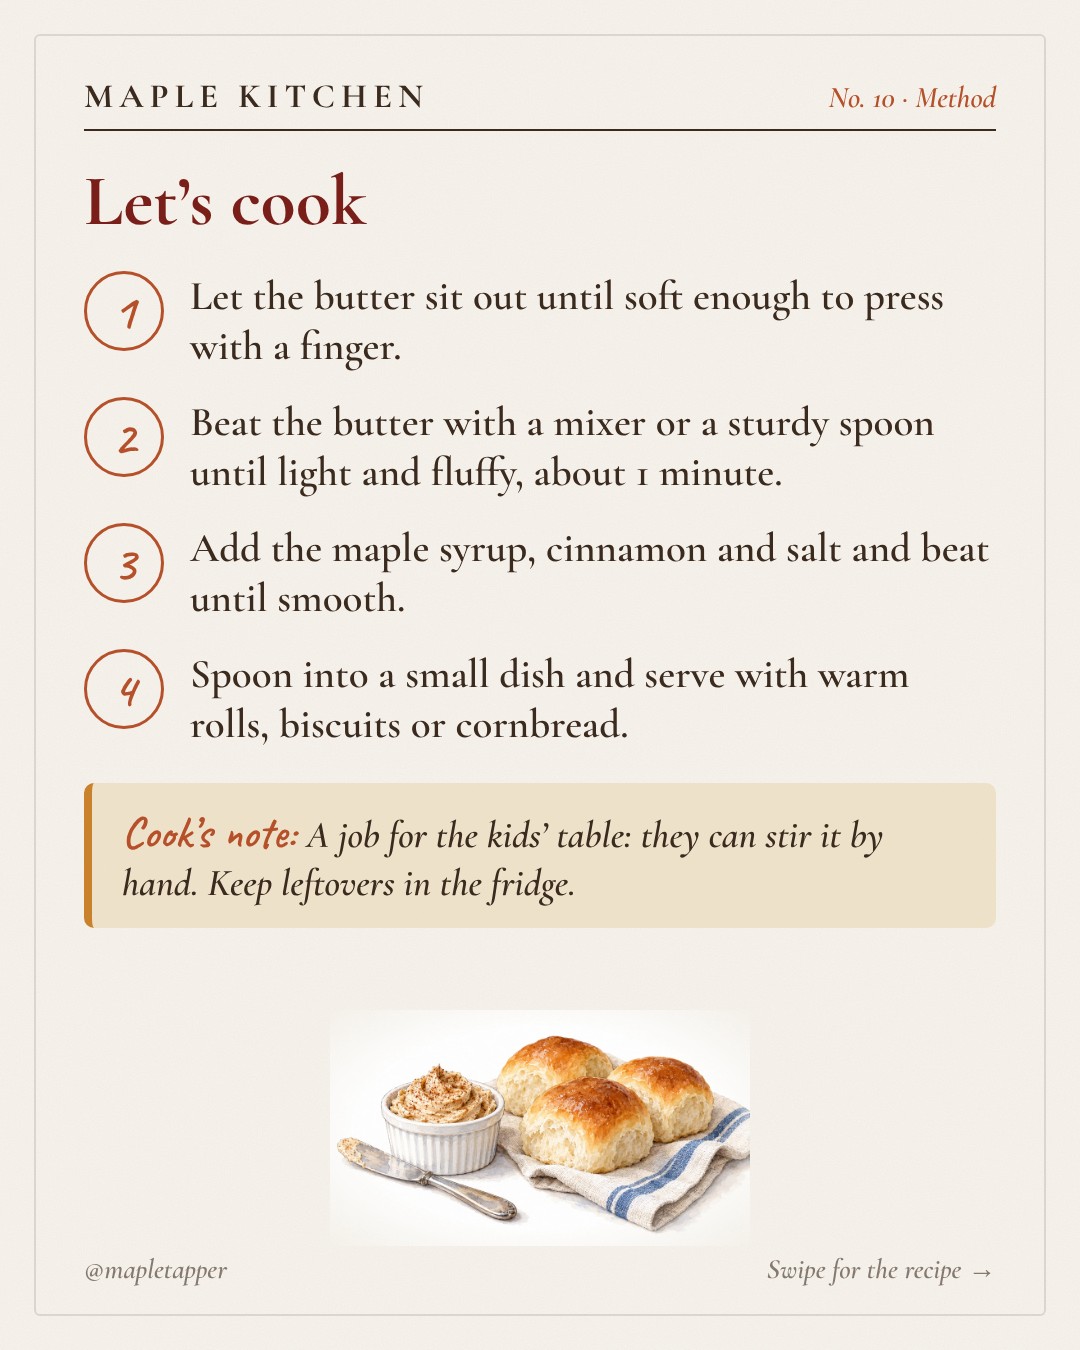 MAPLE KITCHEN
No. 10 · Method
Let’s cook
1 Let the butter sit out until soft enough to press
with a finger.
2 Beat the butter with a mixer or a sturdy spoon
until light and fluffy, about 1 minute.
3 Add the maple syrup, cinnamon and salt and beat
until smooth.
4 Spoon into a small dish and serve with warm
rolls, biscuits or cornbread.
Cook’s note: A job for the kids’ table: they can stir it by
hand. Keep leftovers in the fridge.
@mapletapper
Swipe for the recipe →